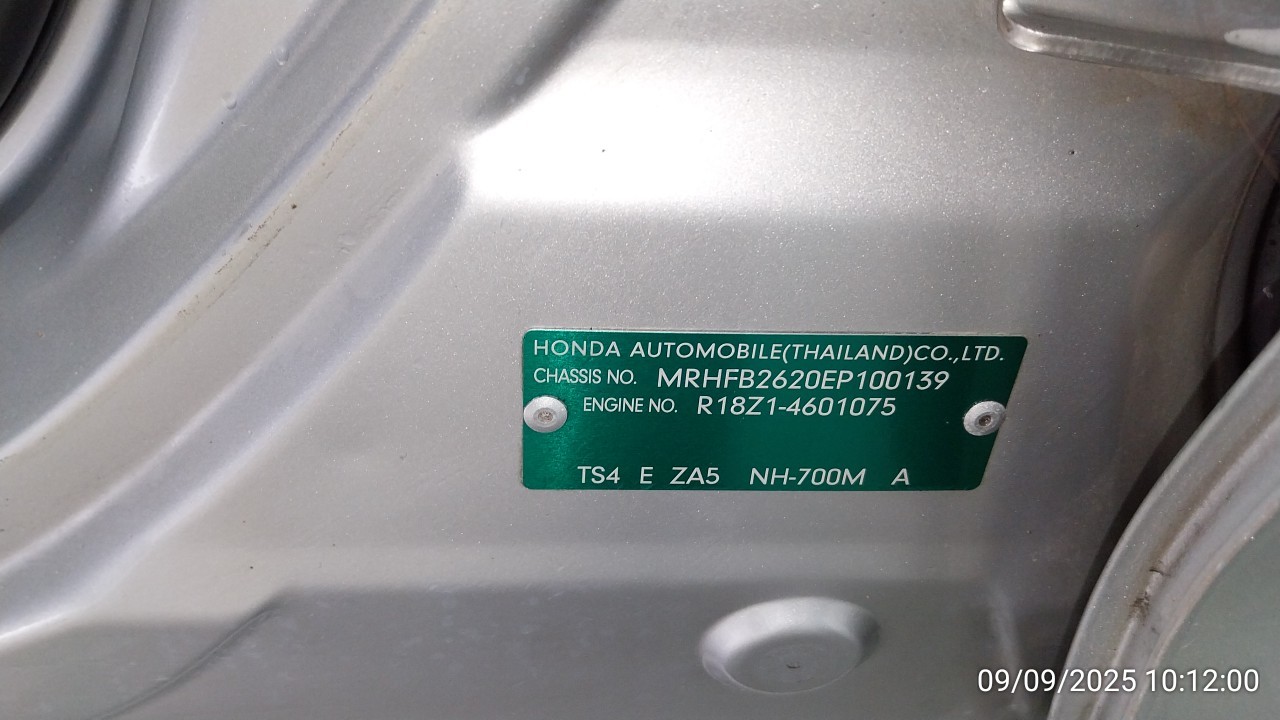 HONDA AUTOMOBILE(THAILAND)CO.,LTD.
CHASSIS NO. MRHFB2620EP100139
ENGINE NO. R18Z1-4601075
TS4 E ZA5 NH-700M A
09/09/2025 10:12:00